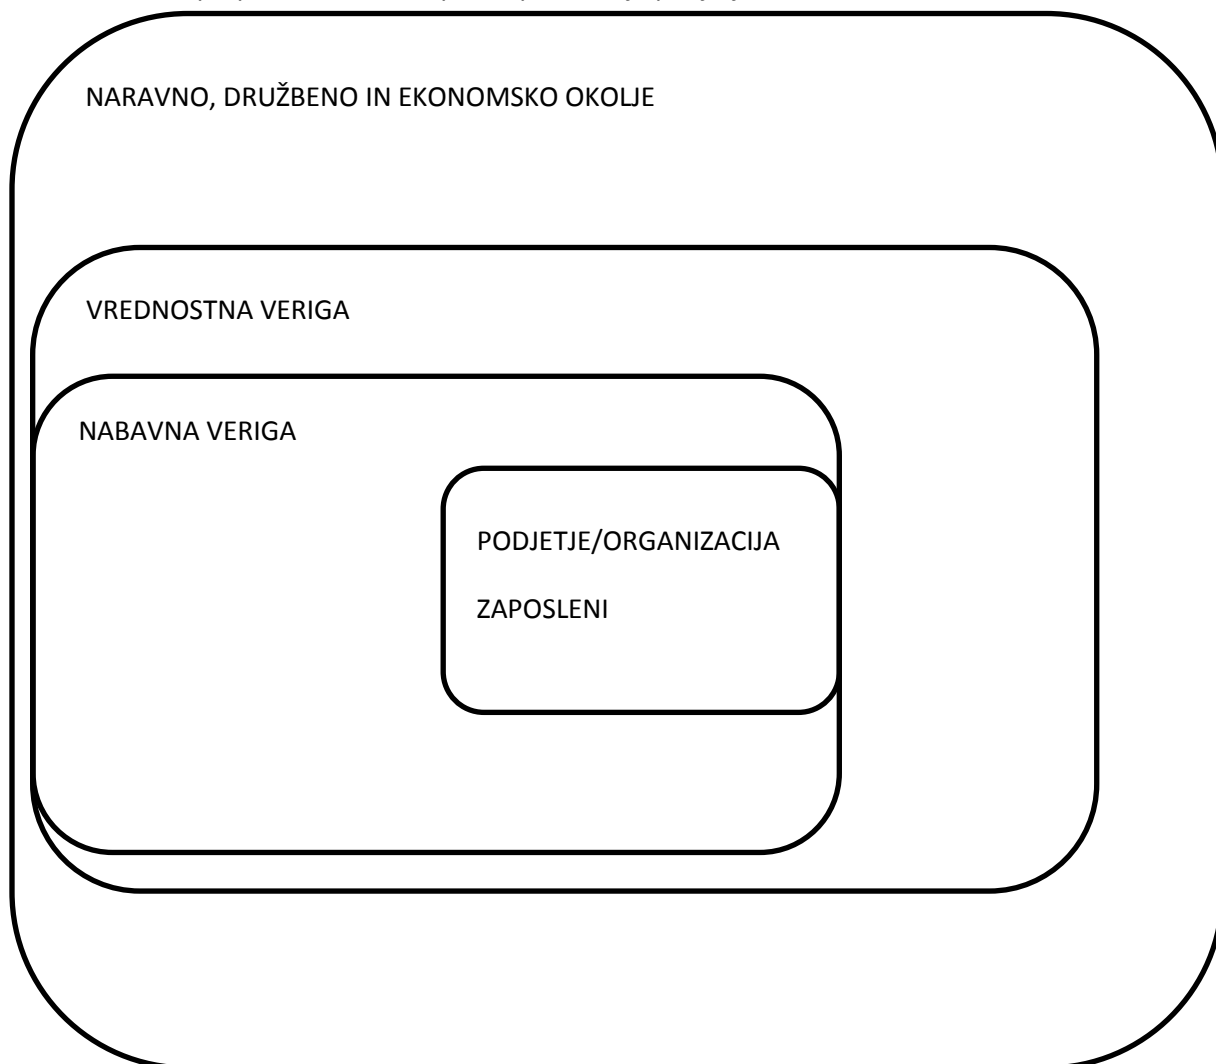 NARAVNO, DRUŽBENO IN EKONOMSKO OKOLJE
VREDNOSTNA VERIGA
NABAVNA VERIGA
PODJETJE/ORGANIZACIJA
ZAPOSLENI